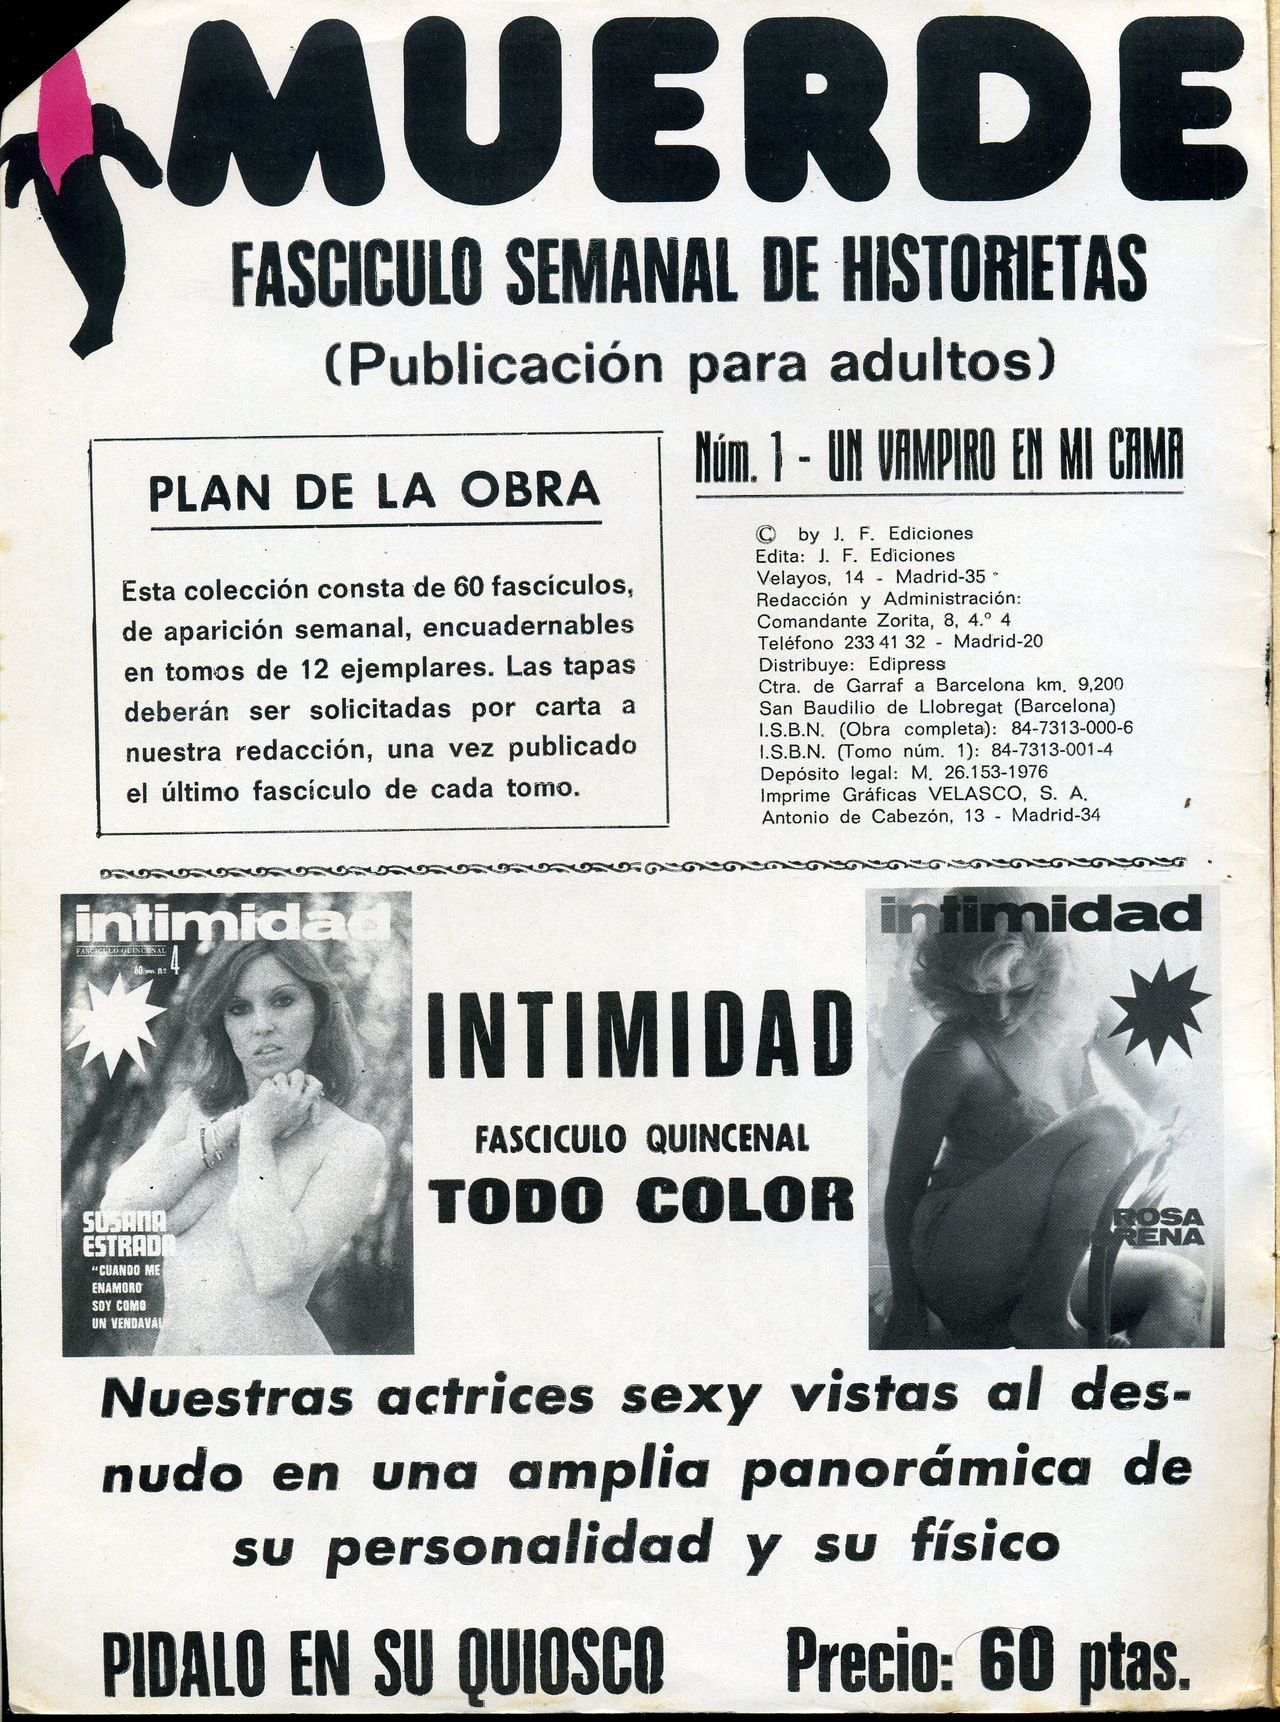 MUERDE
FASCICULO SEMANAL DE HISTORIETAS
(Publicación para adultos)
Núm. 1 - UN VAMPIRO EN MI CAMA
PLAN DE LA OBRA
Esta colección consta de 60 fascículos,
de aparición semanal, encuadernables
en tomos de 12 ejemplares. Las tapas
deberán ser solicitadas por carta a
nuestra redacción, una vez publicado
el último fascículo de cada tomo.
© by J. F. Ediciones
Edita: J. F. Ediciones
Velayos, 14 - Madrid-35
Redacción y Administración:
Comandante Zorita, 8, 4.º 4
Teléfono 233 41 32 - Madrid-20
Distribuye: Edipress
Ctra. de Garraf a Barcelona km. 9,200
San Baudilio de Llobregat (Barcelona)
I.S.B.N. (Obra completa): 84-7313-000-6
I.S.B.N. (Tomo núm. 1): 84-7313-001-4
Depósito legal: M. 26.153-1976
Imprime Gráficas VELASCO, S. A.
Antonio de Cabezón, 13 - Madrid-34
intimidad
FASCICULO QUINCENAL
60 ptas. nº 4
SUSANA
ESTRADA
"CUANDO ME
ENAMORO
SOY COMO
UN VENDAVAL
INTIMIDAD
FASCICULO QUINCENAL
TODO COLOR
intimidad
ROSA
Nuestras actrices sexy vistas al des-
nudo en una amplia panorámica de
su personalidad y su físico
PIDALO EN SU QUIOSCO
Precio: 60 ptas.